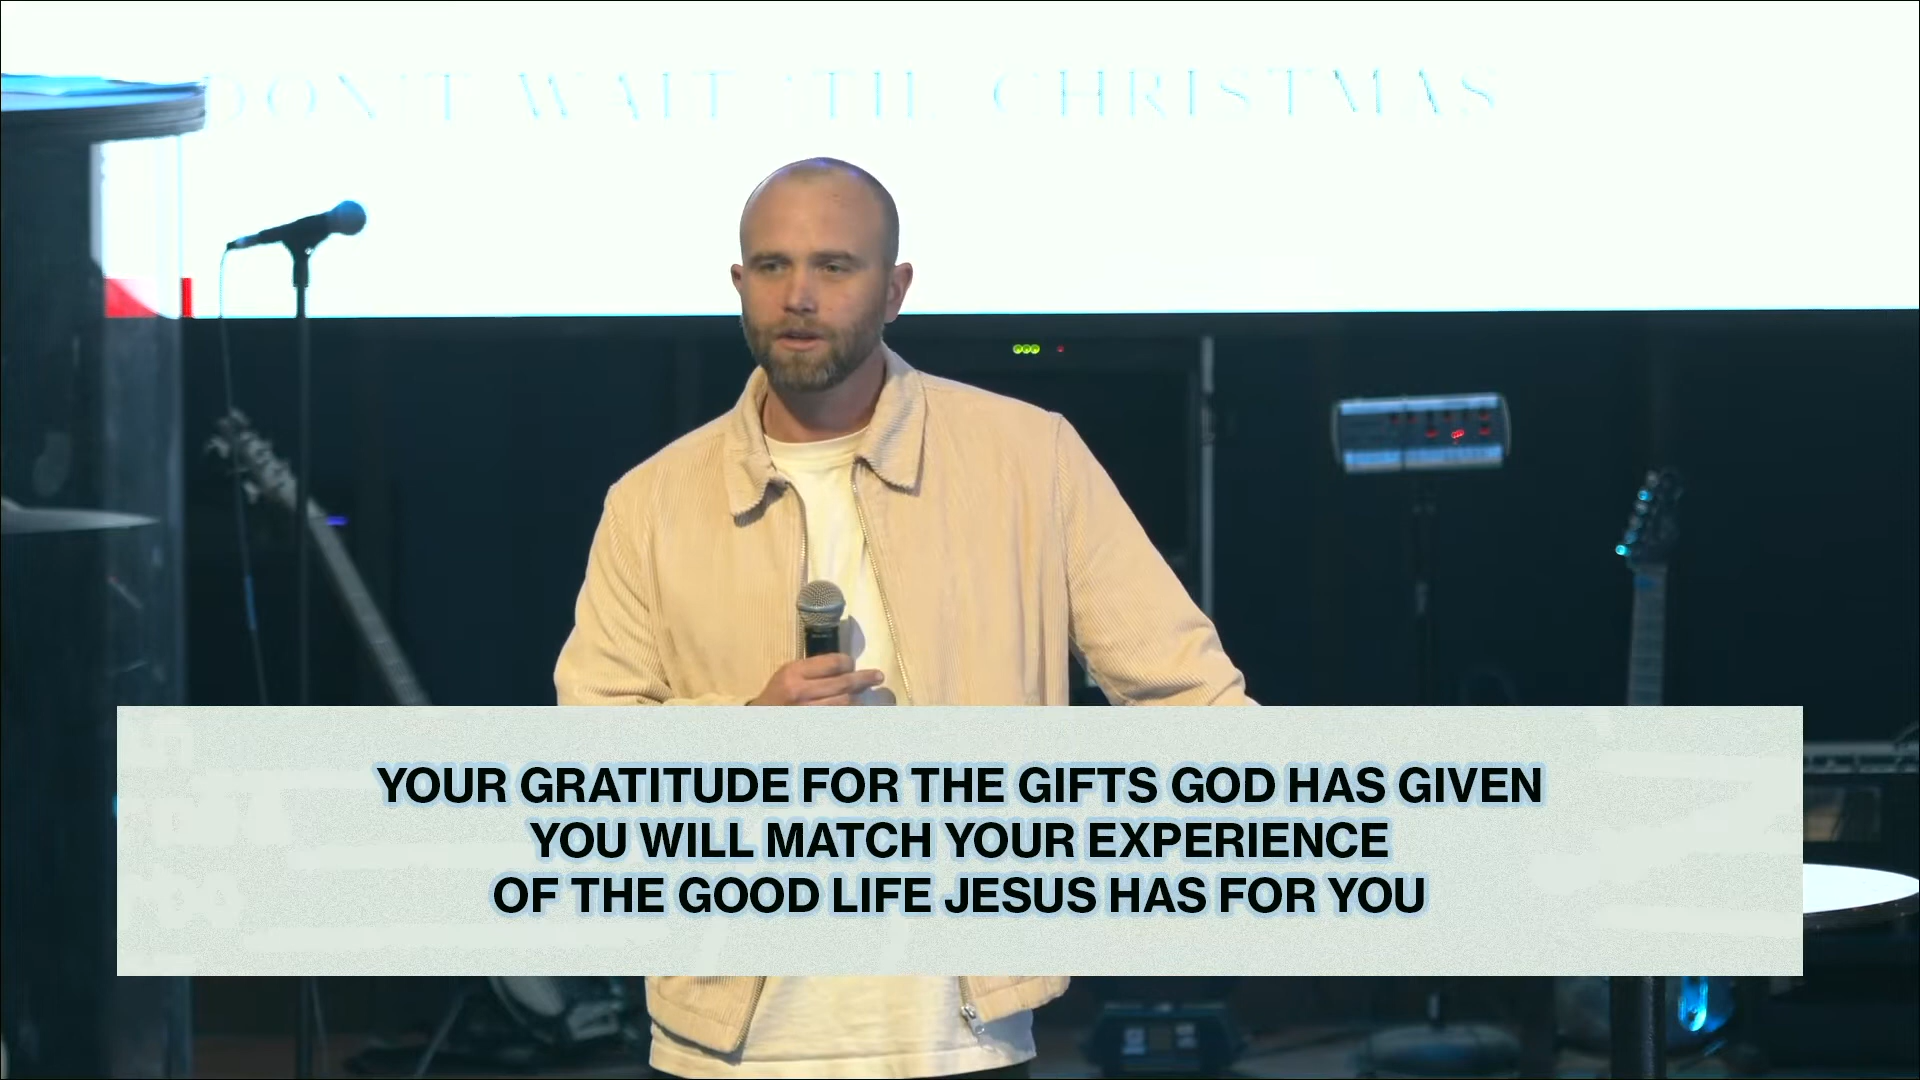 DON'T WAIT 'TIL CHRISTMAS
YOUR GRATITUDE FOR THE GIFTS GOD HAS GIVEN
YOU WILL MATCH YOUR EXPERIENCE
OF THE GOOD LIFE JESUS HAS FOR YOU